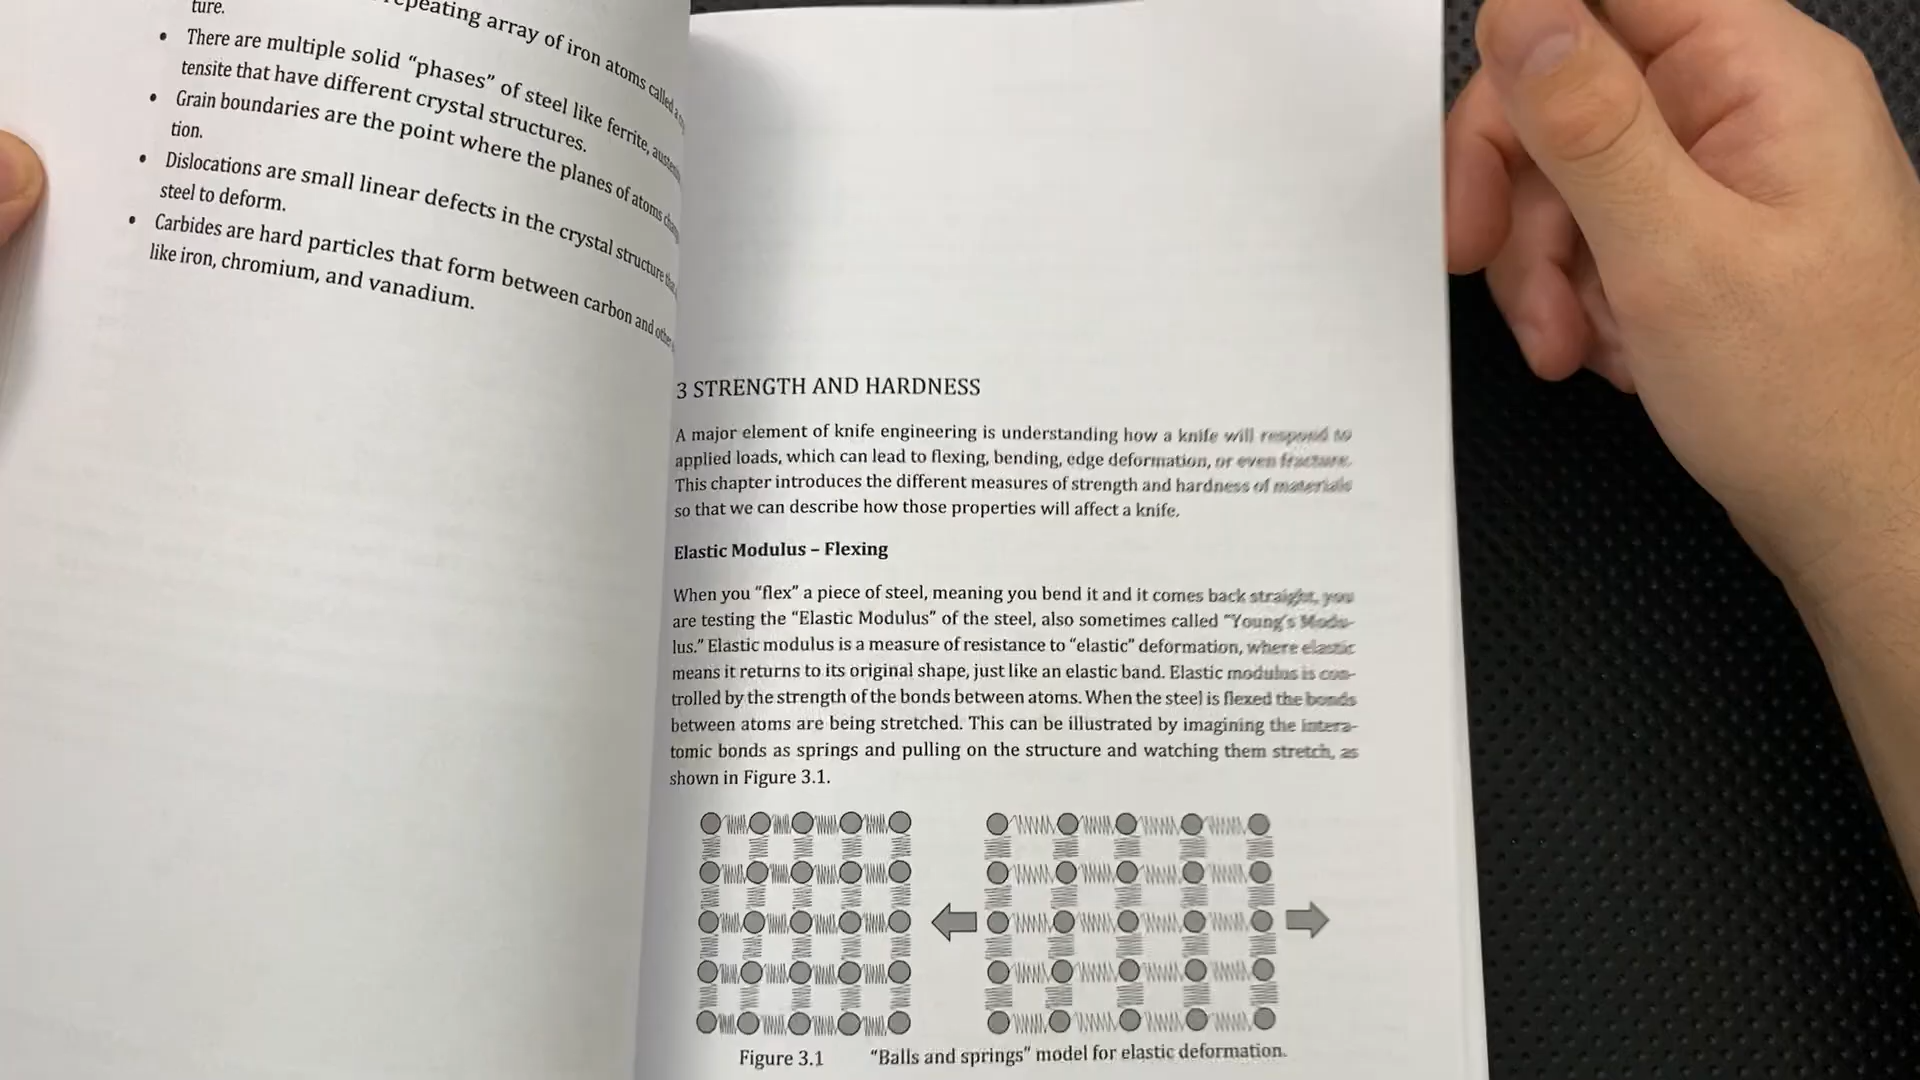 ture.
repeating array of iron atoms called a
• There are multiple solid “phases” of steel like ferrite,
tensite that have different crystal structures.
• Grain boundaries are the point where the planes of atoms
tion.
• Dislocations are small linear defects in the crystal structure
steel to deform.
• Carbides are hard particles that form between carbon and other
like iron, chromium, and vanadium.
3 STRENGTH AND HARDNESS
A major element of knife engineering is understanding how a knife will respond to
applied loads, which can lead to flexing, bending, edge deformation, or even fracture.
This chapter introduces the different measures of strength and hardness of materials
so that we can describe how those properties will affect a knife.
Elastic Modulus – Flexing
When you “flex” a piece of steel, meaning you bend it and it comes back straight, you
are testing the “Elastic Modulus” of the steel, also sometimes called “Young’s Modu-
lus.” Elastic modulus is a measure of resistance to “elastic” deformation, where elastic
means it returns to its original shape, just like an elastic band. Elastic modulus is con-
trolled by the strength of the bonds between atoms. When the steel is flexed the bonds
between atoms are being stretched. This can be illustrated by imagining the intera-
tomic bonds as springs and pulling on the structure and watching them stretch, as
shown in Figure 3.1.
Figure 3.1 “Balls and springs” model for elastic deformation.